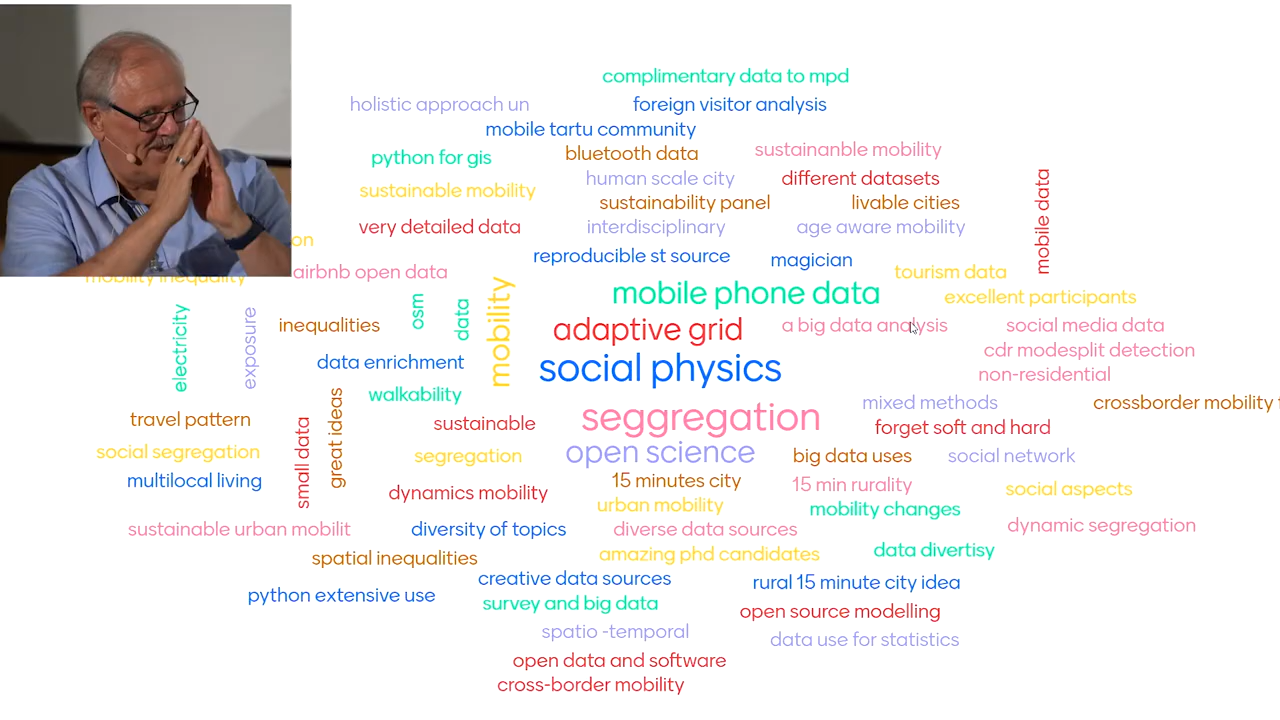 complimentary data to mpd
holistic approach un
foreign visitor analysis
mobile tartu community
python for gis
bluetooth data
sustainanble mobility
sustainable mobility
human scale city
different datasets
mobile data
sustainability panel
livable cities
very detailed data
interdisciplinary
age aware mobility
on
reproducible st source
magician
mobility inequality
airbnb open data
tourism data
mobile phone data
excellent participants
electricity
exposure
inequalities
osm
data
mobility
adaptive grid
a big data analysis
social media data
cdr modesplit detection
data enrichment
social physics
non-residential
walkability
mixed methods
crossborder mobility
travel pattern
small data
great ideas
sustainable
seggregation
forget soft and hard
social segregation
segregation
open science
big data uses
social network
multilocal living
15 minutes city
15 min rurality
social aspects
dynamics mobility
urban mobility
mobility changes
sustainable urban mobilit
diversity of topics
diverse data sources
dynamic segregation
spatial inequalities
amazing phd candidates
data divertisy
creative data sources
rural 15 minute city idea
python extensive use
survey and big data
open source modelling
spatio -temporal
data use for statistics
open data and software
cross-border mobility